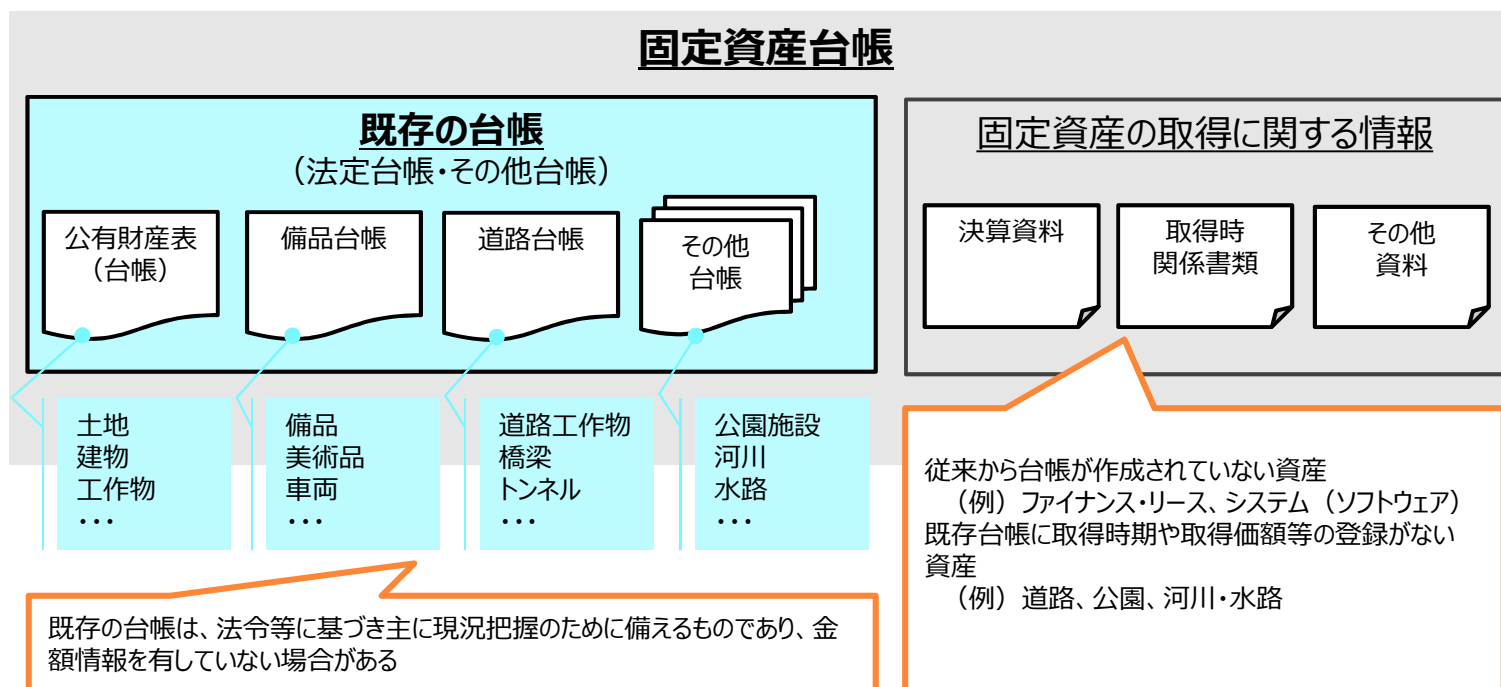 固定資産台帳
既存の台帳
（法定台帳・その他台帳）
公有財産表
（台帳）
備品台帳
道路台帳
その他
台帳
土地
建物
工作物
・・・
備品
美術品
車両
・・・
道路工作物
橋梁
トンネル
・・・
公園施設
河川
水路
・・・
既存の台帳は、法令等に基づき主に現況把握のために備えるものであり、金
額情報を有していない場合がある
固定資産の取得に関する情報
決算資料
取得時
関係書類
その他
資料
従来から台帳が作成されていない資産
（例）ファイナンス・リース、システム（ソフトウェア）
既存台帳に取得時期や取得価額等の登録がない
資産
（例）道路、公園、河川・水路